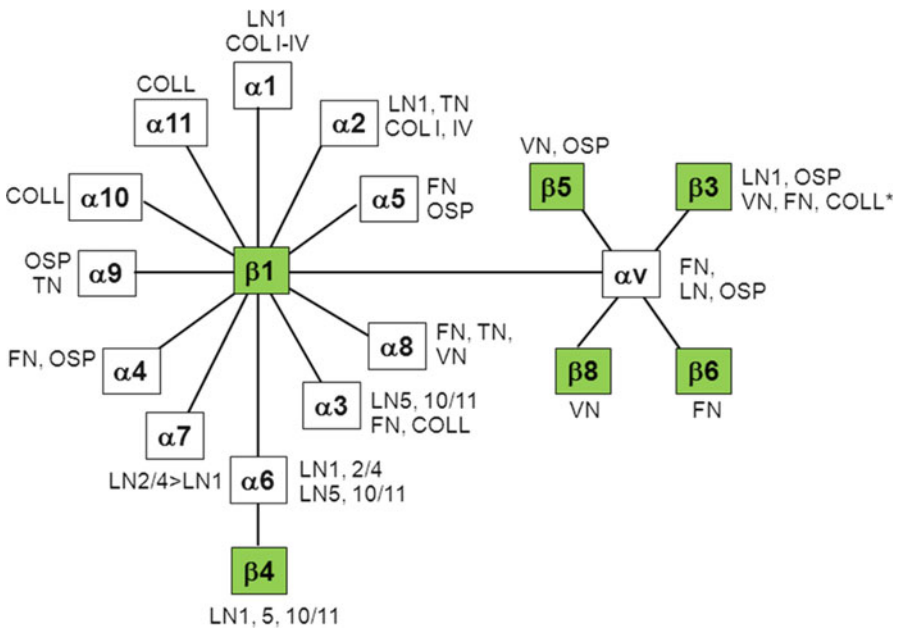 LN1
COL I-IV
α1
COLL
α11
LN1, TN
COL I, IV
α2
COLL
α10
FN
OSP
α5
OSP
TN
α9
β1
FN, OSP
α4
FN, TN,
VN
α8
α7
LN2/4>LN1
α3
LN5, 10/11
FN, COLL
α6
LN1, 2/4
LN5, 10/11
β4
LN1, 5, 10/11
VN, OSP
β5
β3
LN1, OSP
VN, FN, COLL*
αv
FN,
LN, OSP
β8
VN
β6
FN